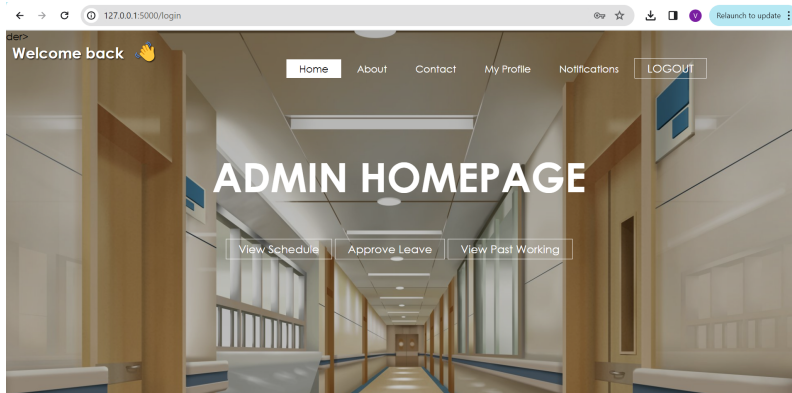 127.0.0.1:5000/login
V
Relaunch to update
der>
Welcome back 👋
Home About Contact My Profile Notifications LOGOUT
ADMIN HOMEPAGE
View Schedule Approve Leave View Past Working